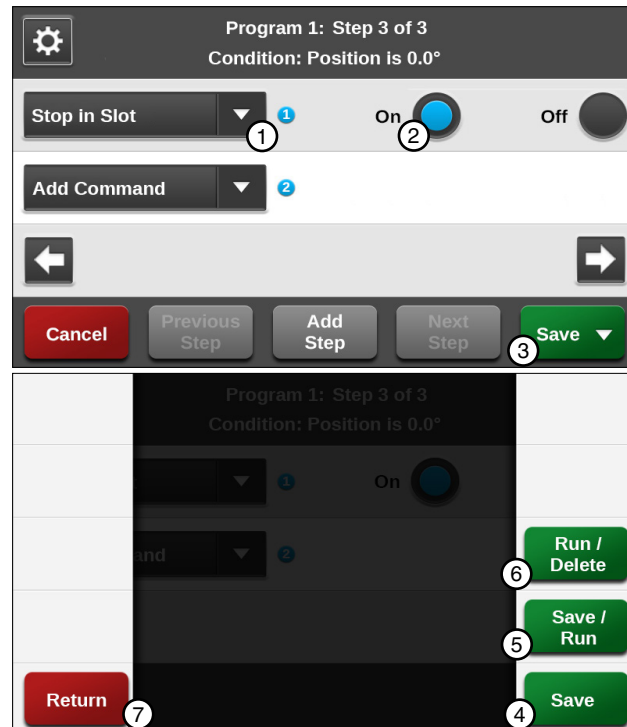 Program 1: Step 3 of 3
Condition: Position is 0.0°
Stop in Slot 1 1 On 2 Off
Add Command 2
Cancel Previous Step Add Step Next Step 3 Save
Program 1: Step 3 of 3
Condition: Position is 0.0°
1 On
and 2
Run /
Delete
6
Save /
Run
5
Return 7 4 Save